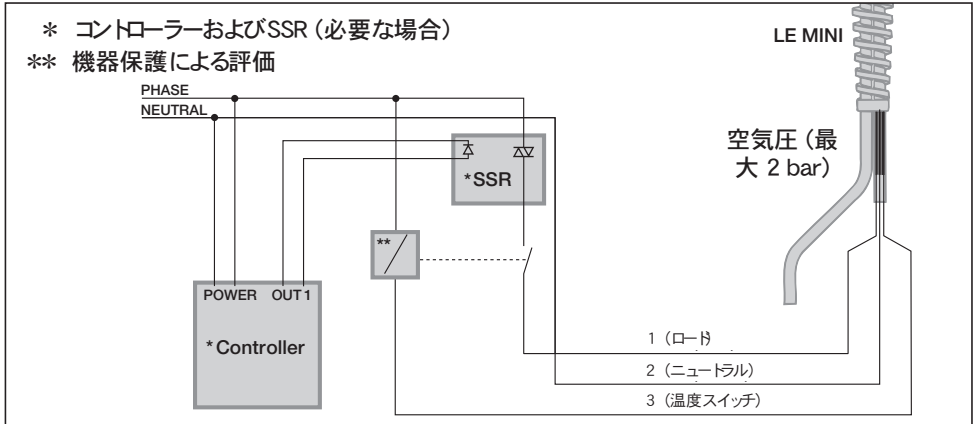 * コントローラーおよびSSR (必要な場合)
** 機器保護による評価
PHASE
NEUTRAL
LE MINI
空気圧 (最
大 2 bar)
*SSR
**
POWER OUT 1
*Controller
1 (ロード)
2 (ニュートラル)
3 (温度スイッチ)